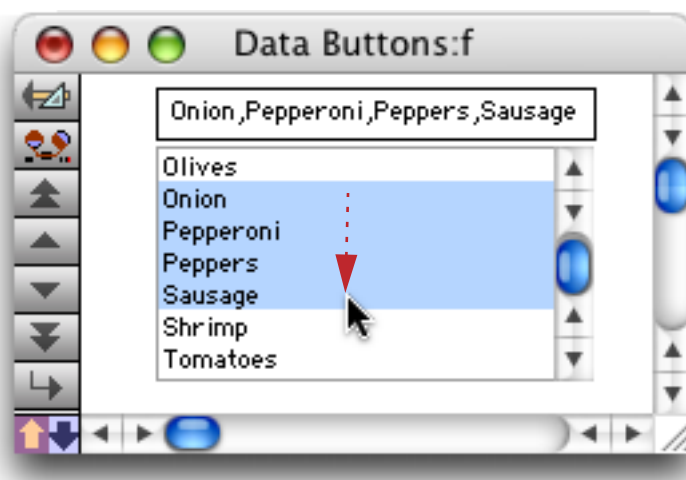 Data Buttons:f
Onion,Pepperoni,Peppers,Sausage
Olives
Onion
Pepperoni
Peppers
Sausage
Shrimp
Tomatoes